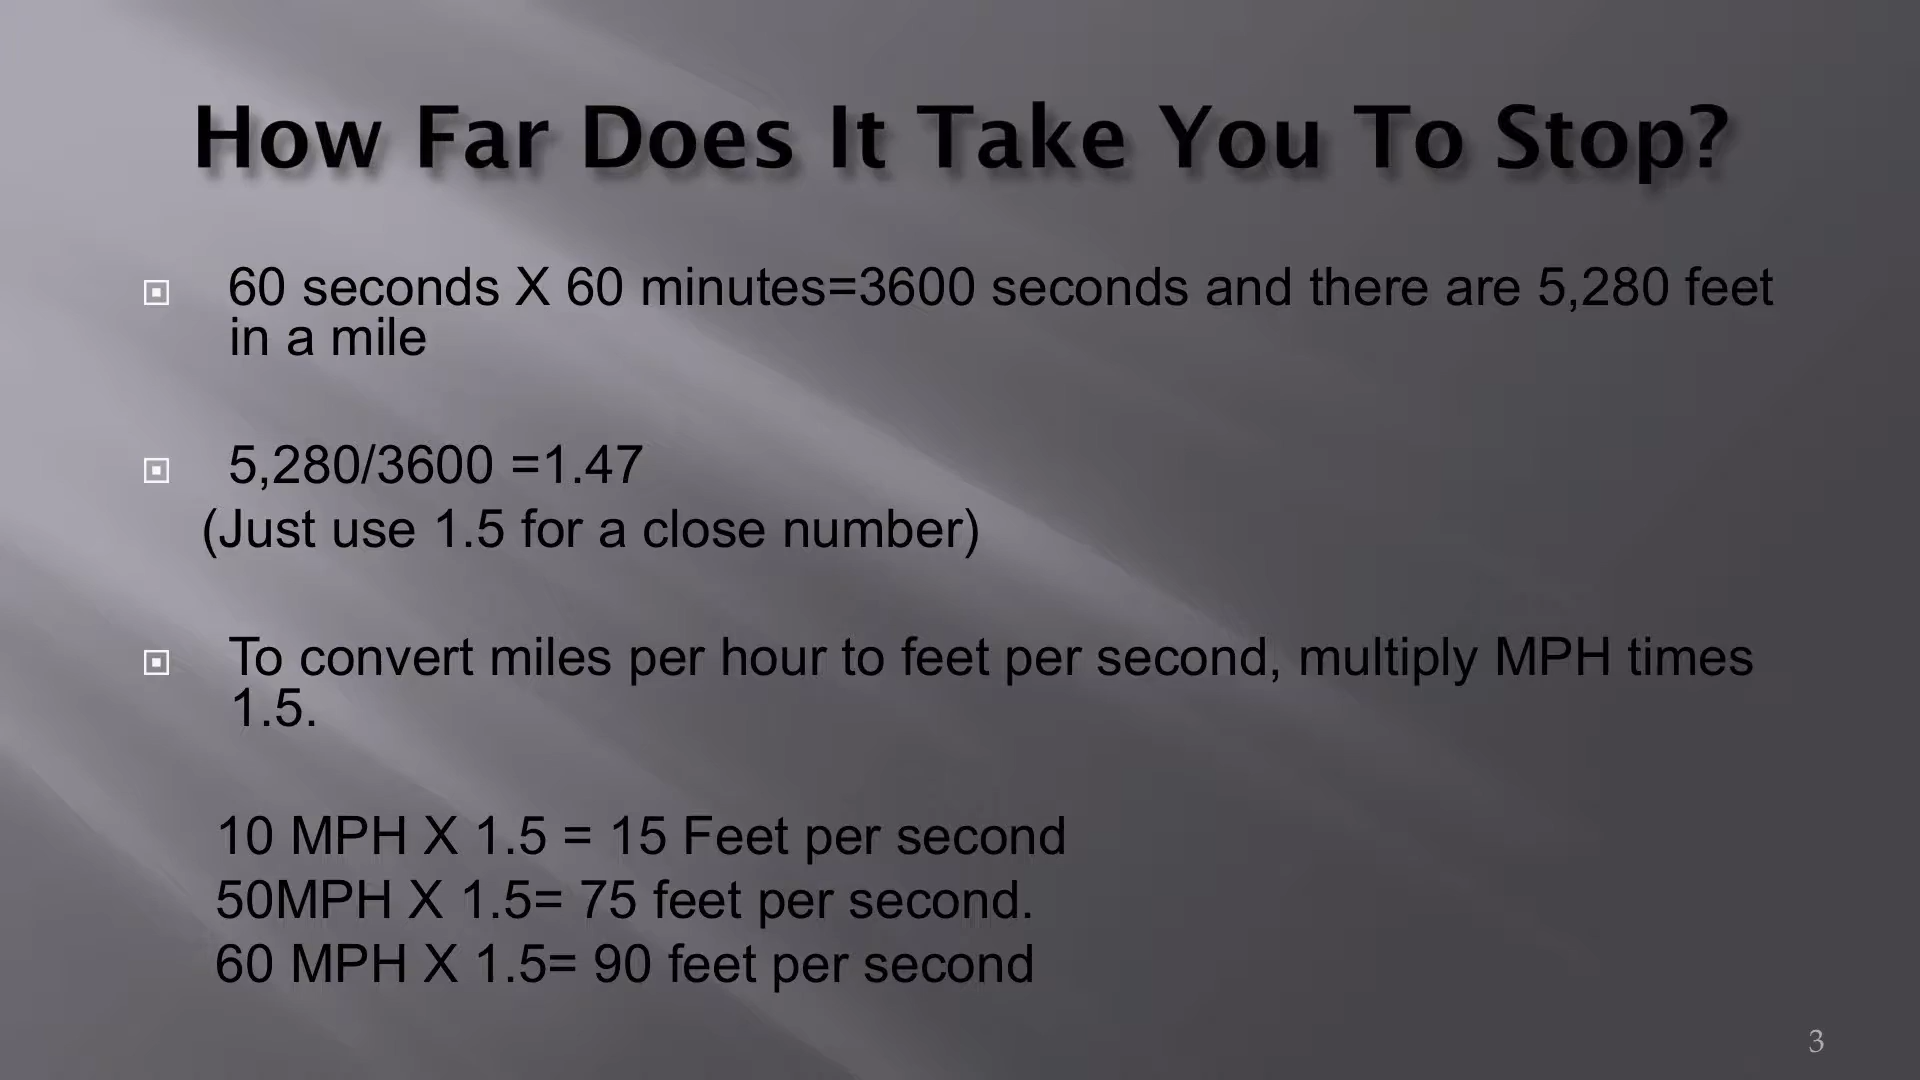 How Far Does It Take You To Stop?
60 seconds X 60 minutes=3600 seconds and there are 5,280 feet
in a mile
5,280/3600 =1.47
(Just use 1.5 for a close number)
To convert miles per hour to feet per second, multiply MPH times
1.5.
10 MPH X 1.5 = 15 Feet per second
50MPH X 1.5= 75 feet per second.
60 MPH X 1.5= 90 feet per second
3